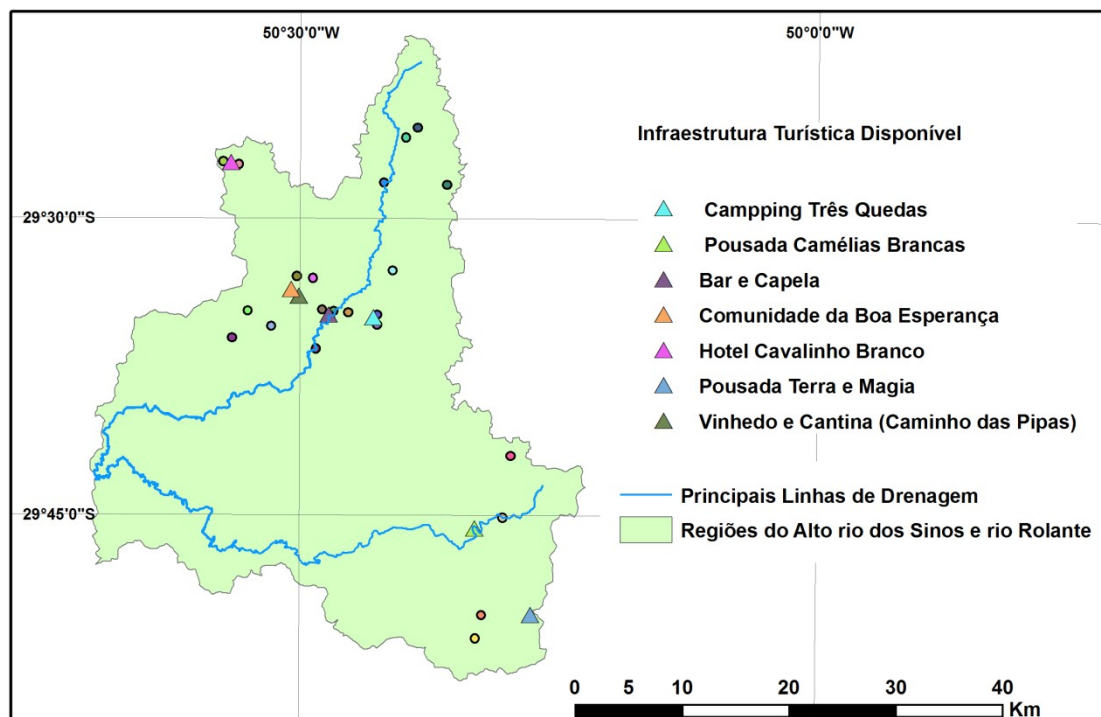 50°30'0"W
50°0'0"W
Infraestrutura Turística Disponível
29°30'0"S
Campping Três Quedas
Pousada Camélias Brancas
Bar e Capela
Comunidade da Boa Esperança
Hotel Cavalinho Branco
Pousada Terra e Magia
Vinhedo e Cantina (Caminho das Pipas)
Principais Linhas de Drenagem
29°45'0"S
Regiões do Alto rio dos Sinos e rio Rolante
0 5 10 20 30 40
Km